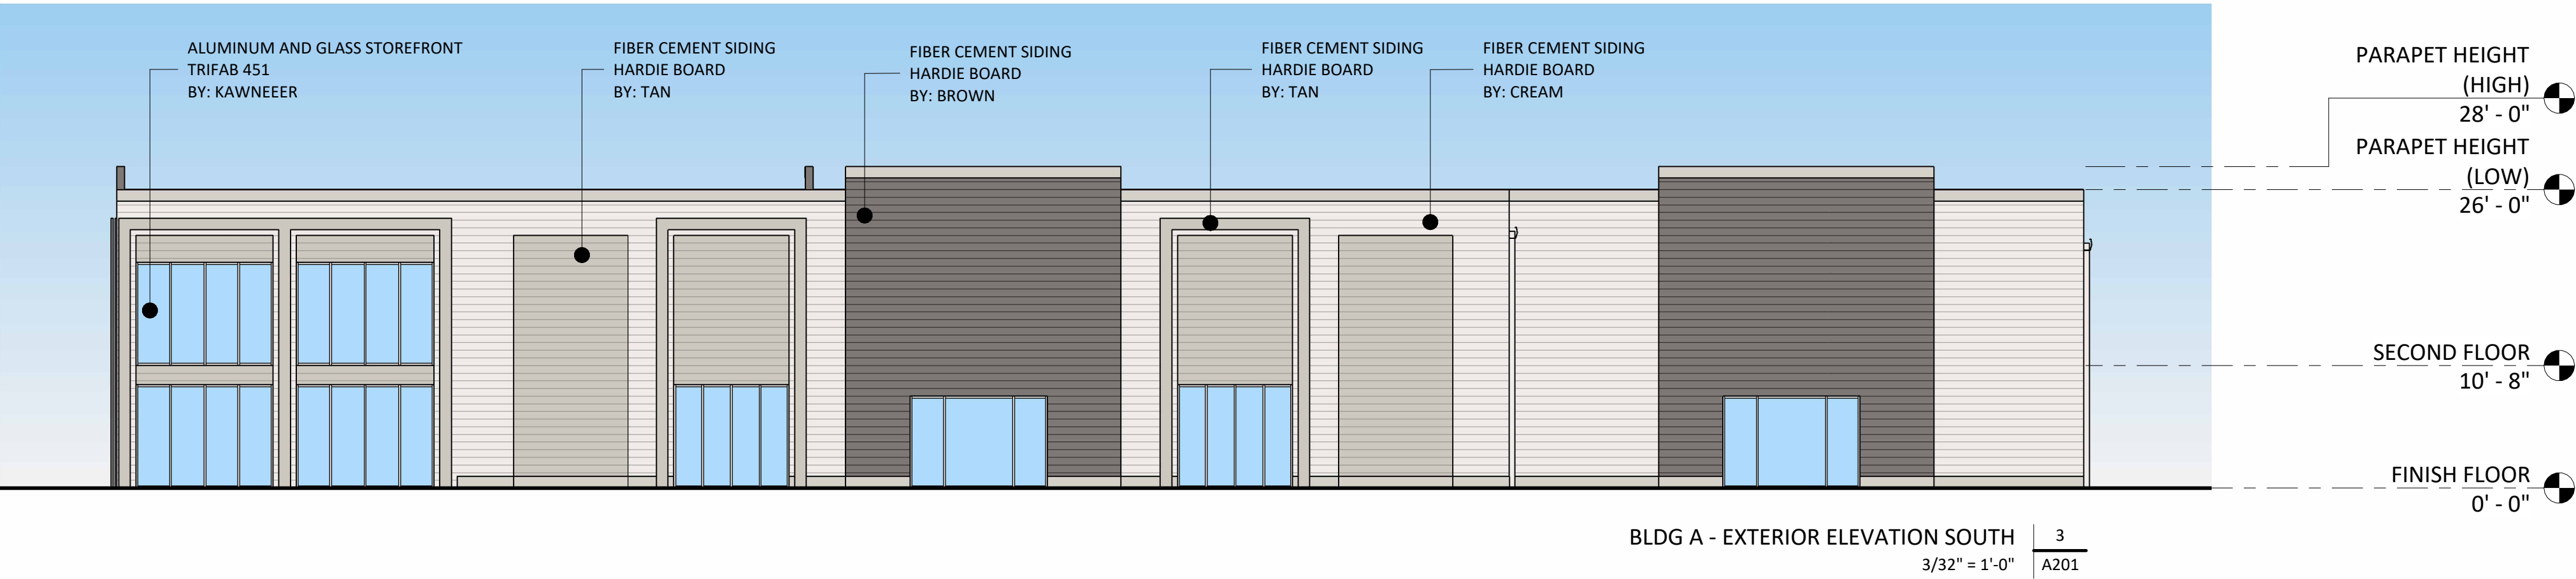 ALUMINUM AND GLASS STOREFRONT
TRIFAB 451
BY: KAWNEEER
FIBER CEMENT SIDING
HARDIE BOARD
BY: TAN
FIBER CEMENT SIDING
HARDIE BOARD
BY: BROWN
FIBER CEMENT SIDING
HARDIE BOARD
BY: TAN
FIBER CEMENT SIDING
HARDIE BOARD
BY: CREAM
PARAPET HEIGHT
(HIGH)
28' - 0"
PARAPET HEIGHT
(LOW)
26' - 0"
SECOND FLOOR
10' - 8"
FINISH FLOOR
0' - 0"
BLDG A - EXTERIOR ELEVATION SOUTH
3/32" = 1'-0"
3
A201